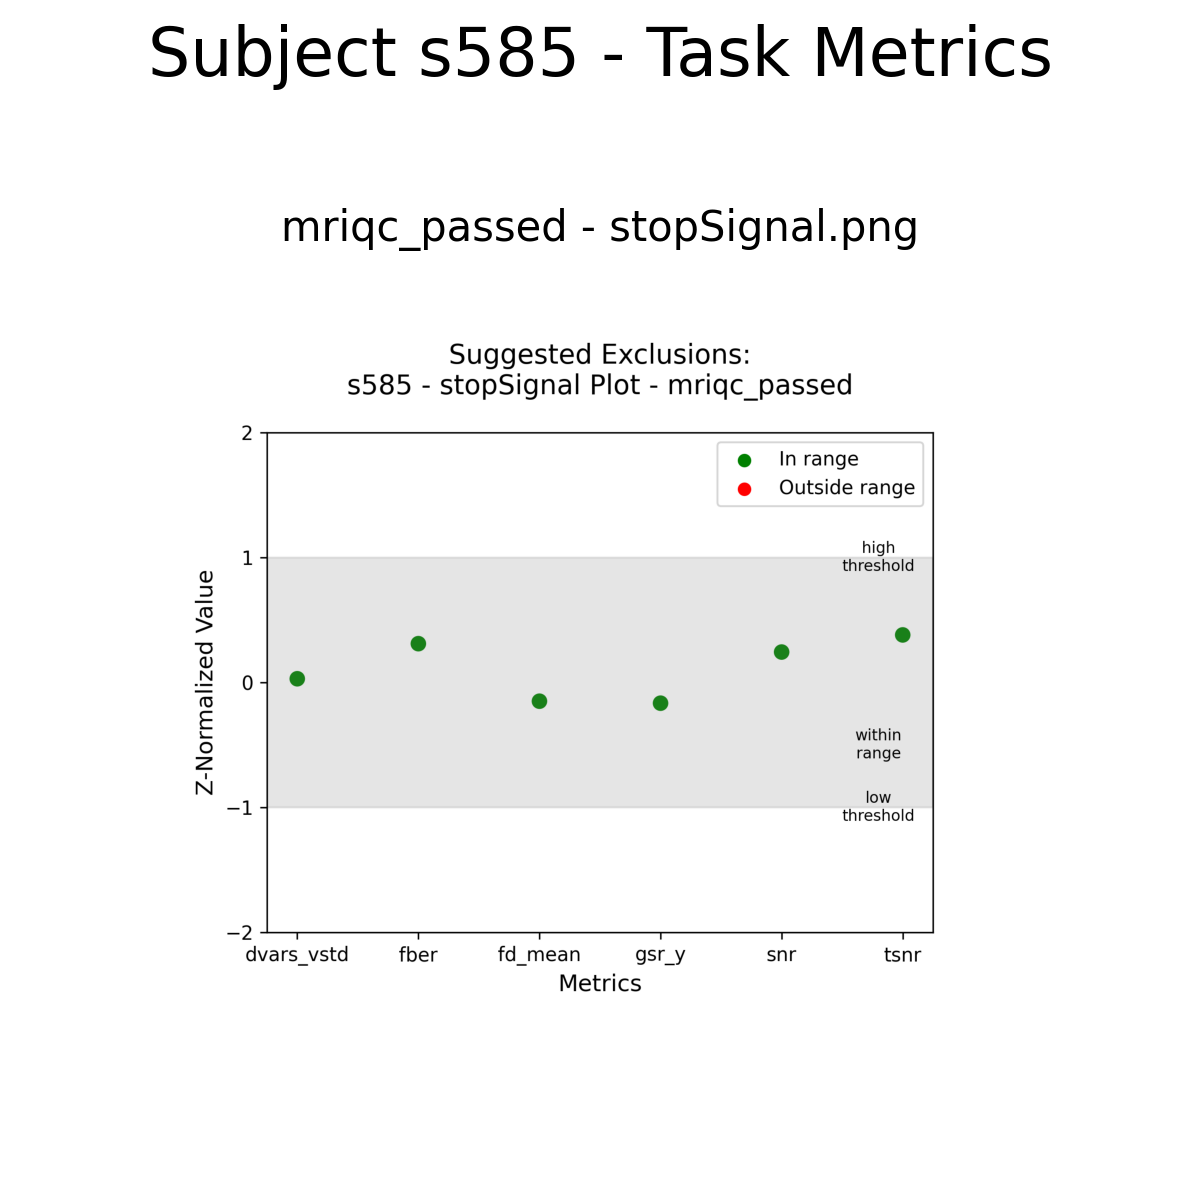 Subject s585 - Task Metrics
mriqc_passed - stopSignal.png
Suggested Exclusions:
s585 - stopSignal Plot - mriqc_passed
In range
Outside range
high
threshold
within
range
low
threshold
Z-Normalized Value
2
1
0
−1
−2
dvars_vstd fber fd_mean gsr_y snr tsnr
Metrics